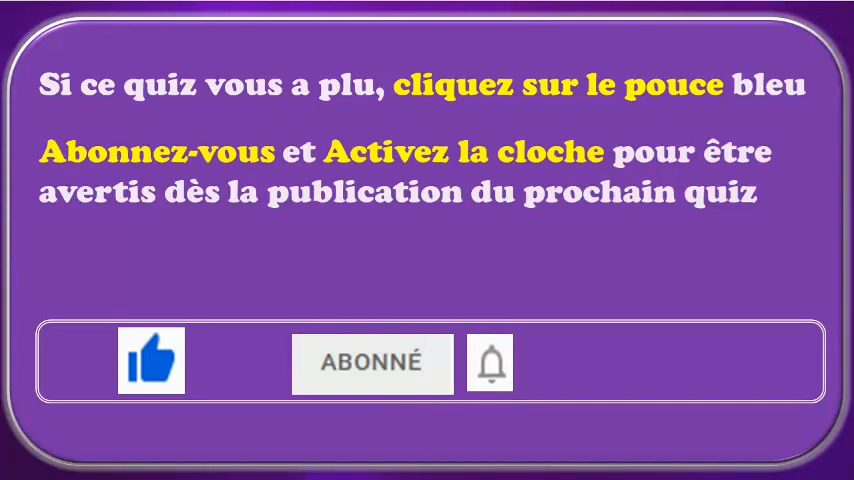 Si ce quiz vous a plu, cliquez sur le pouce bleu
Abonnez-vous et Activez la cloche pour être
avertis dès la publication du prochain quiz
ABONNÉ